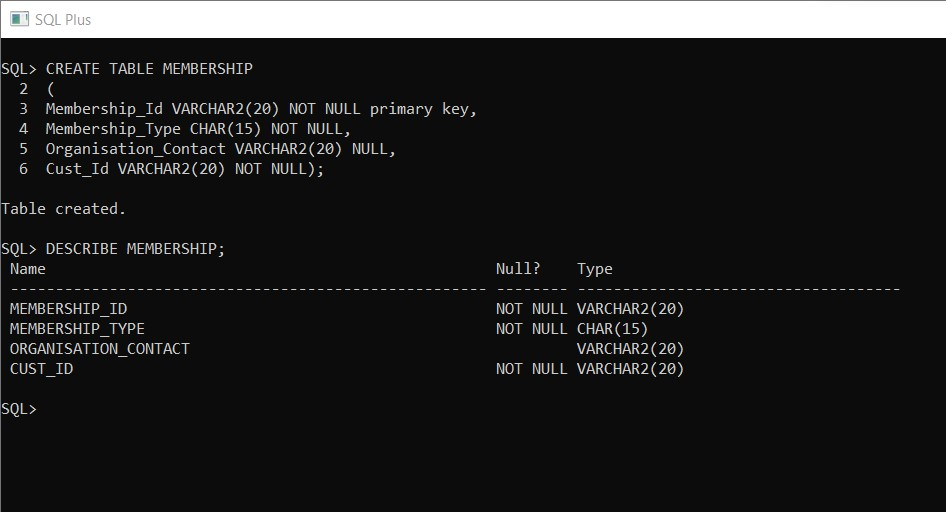 SQL Plus
SQL> CREATE TABLE MEMBERSHIP
  2  (
  3  Membership_Id VARCHAR2(20) NOT NULL primary key,
  4  Membership_Type CHAR(15) NOT NULL,
  5  Organisation_Contact VARCHAR2(20) NULL,
  6  Cust_Id VARCHAR2(20) NOT NULL);
Table created.
SQL> DESCRIBE MEMBERSHIP;
 Name                                                  Null?    Type
 ----------------------------------------------------- -------- ------------------------------------
 MEMBERSHIP_ID                                         NOT NULL VARCHAR2(20)
 MEMBERSHIP_TYPE                                       NOT NULL CHAR(15)
 ORGANISATION_CONTACT                                           VARCHAR2(20)
 CUST_ID                                               NOT NULL VARCHAR2(20)
SQL>